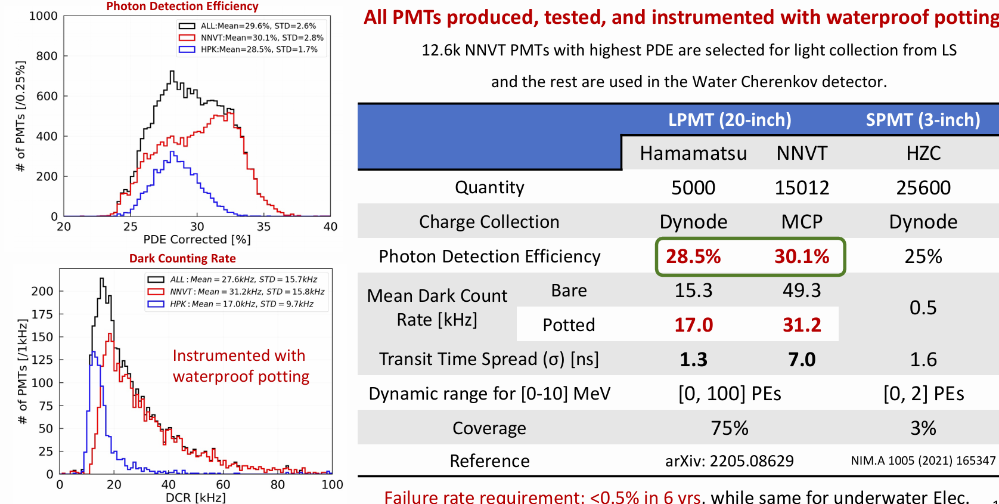 Photon Detection Efficiency
# of PMTs [/0.25%]
1000
800
600
400
200
0
ALL:Mean=29.6%, STD=2.6%
NNVT:Mean=30.1%, STD=2.8%
HPK:Mean=28.5%, STD=1.7%
20 25 30 35 40
PDE Corrected [%]
Dark Counting Rate
# of PMTs [/1kHz]
200
175
150
125
100
75
50
25
0
ALL : Mean = 27.6kHz, STD = 15.7kHz
NNVT : Mean = 31.2kHz, STD = 15.8kHz
HPK : Mean = 17.0kHz, STD = 9.7kHz
Instrumented with
waterproof potting
0 20 40 60 80 100
DCR [kHz]
All PMTs produced, tested, and instrumented with waterproof potting
12.6k NNVT PMTs with highest PDE are selected for light collection from LS
and the rest are used in the Water Cherenkov detector.
LPMT (20-inch) SPMT (3-inch)
Hamamatsu NNVT HZC
Quantity 5000 15012 25600
Charge Collection Dynode MCP Dynode
Photon Detection Efficiency 28.5% 30.1% 25%
Mean Dark Count
Rate [kHz]
Bare 15.3 49.3
0.5
Potted 17.0 31.2
Transit Time Spread (σ) [ns] 1.3 7.0 1.6
Dynamic range for [0-10] MeV [0, 100] PEs [0, 2] PEs
Coverage 75% 3%
Reference arXiv: 2205.08629 NIM.A 1005 (2021) 165347
Failure rate requirement: <0.5% in 6 yrs, while same for underwater Elec.